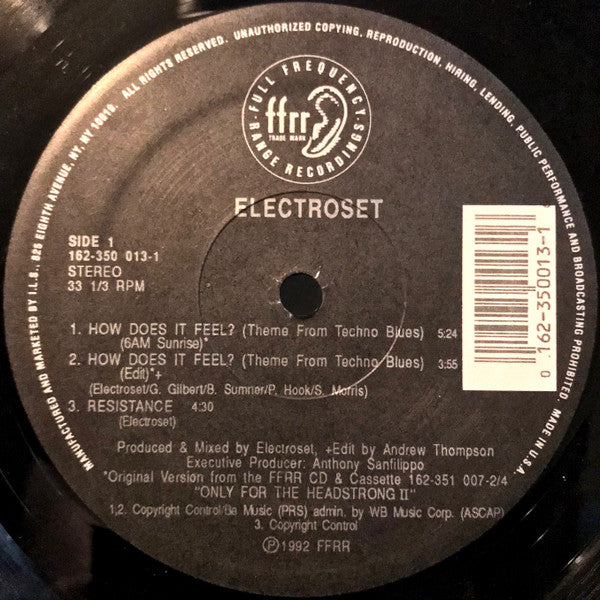 MANUFACTURED AND MARKETED BY I.L.S., 825 EIGHTH AVENUE, NY, NY 10019. ALL RIGHTS RESERVED. UNAUTHORIZED COPYING, REPRODUCTION, HIRING, LENDING, PUBLIC PERFORMANCE AND BROADCASTING PROHIBITED. MADE IN U.S.A.
FULL FREQUENCY
ffrr
TRADE MARK
RANGE RECORDINGS
ELECTROSET
SIDE 1
162-350 013-1
STEREO
33 1/3 RPM
0 162-350013-1
1. HOW DOES IT FEEL? (Theme From Techno Blues) 5:24
(6AM Sunrise)*
2. HOW DOES IT FEEL? (Theme From Techno Blues) 3:55
(Edit)*+
(Electroset/G. Gilbert/B. Sumner/P. Hook/S. Morris)
3. RESISTANCE 4:30
(Electroset)
Produced & Mixed by Electroset, +Edit by Andrew Thompson
Executive Producer: Anthony Sanfilippo
*Original Version from the FFRR CD & Cassette 162-351 007-2/4
"ONLY FOR THE HEADSTRONG II"
1,2. Copyright Control/Be Music (PRS) admin. by WB Music Corp. (ASCAP)
3. Copyright Control
Ⓟ1992 FFRR